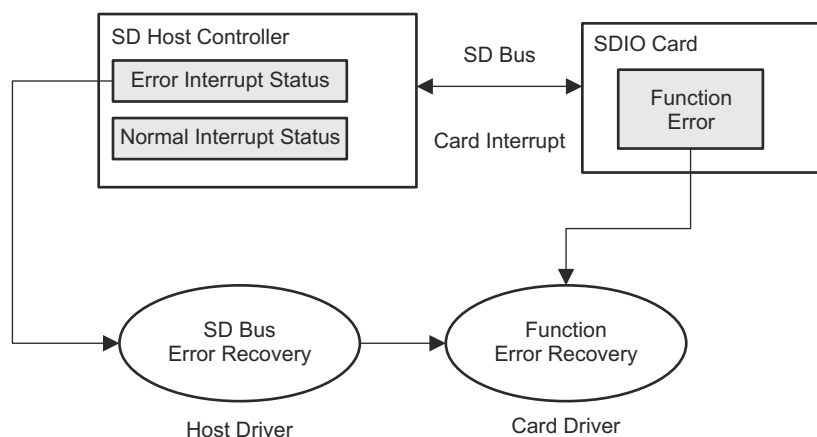 SD Host Controller
Error Interrupt Status
Normal Interrupt Status
SD Bus
Card Interrupt
SDIO Card
Function
Error
SD Bus
Error Recovery
Function
Error Recovery
Host Driver
Card Driver